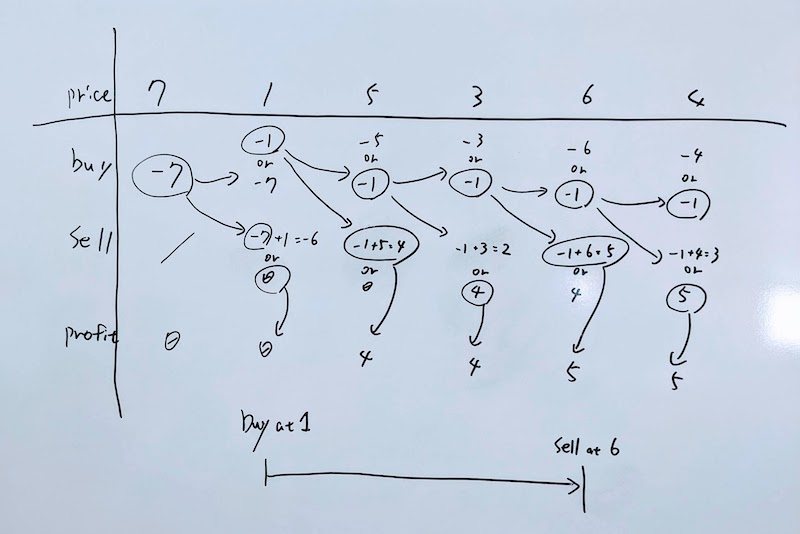 price 7 1 5 3 6 4
-1 -5 -3 -6 -4
or or or or or
buy -7 -7 -1 -1 -1 -1
sell / -7+1=-6 -1+5=4 -1+3=2 -1+6=5 -1+4=3
or or or or or
0 0 4 4 5
profit 0 0 4 4 5 5
buy at 1
sell at 6